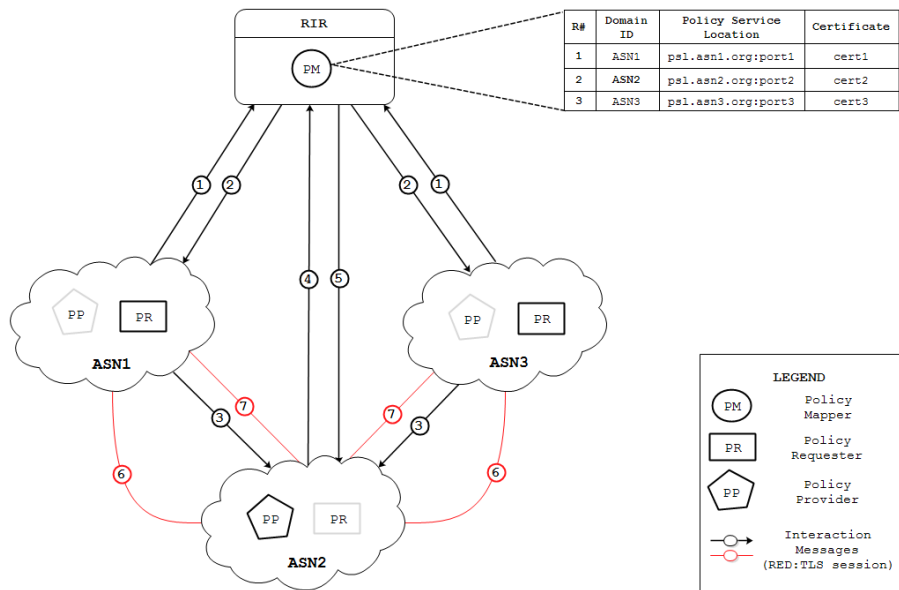 RIR
PM
R# Domain ID Policy Service Location Certificate
1 ASN1 psl.asn1.org:port1 cert1
2 ASN2 psl.asn2.org:port2 cert2
3 ASN3 psl.asn3.org:port3 cert3
1
2
2
1
4
5
PP
PR
ASN1
PP
PR
ASN3
3
7
7
3
6
6
PP
PR
ASN2
LEGEND
PM
Policy
Mapper
PR
Policy
Requester
PP
Policy
Provider
Interaction
Messages
(RED:TLS session)